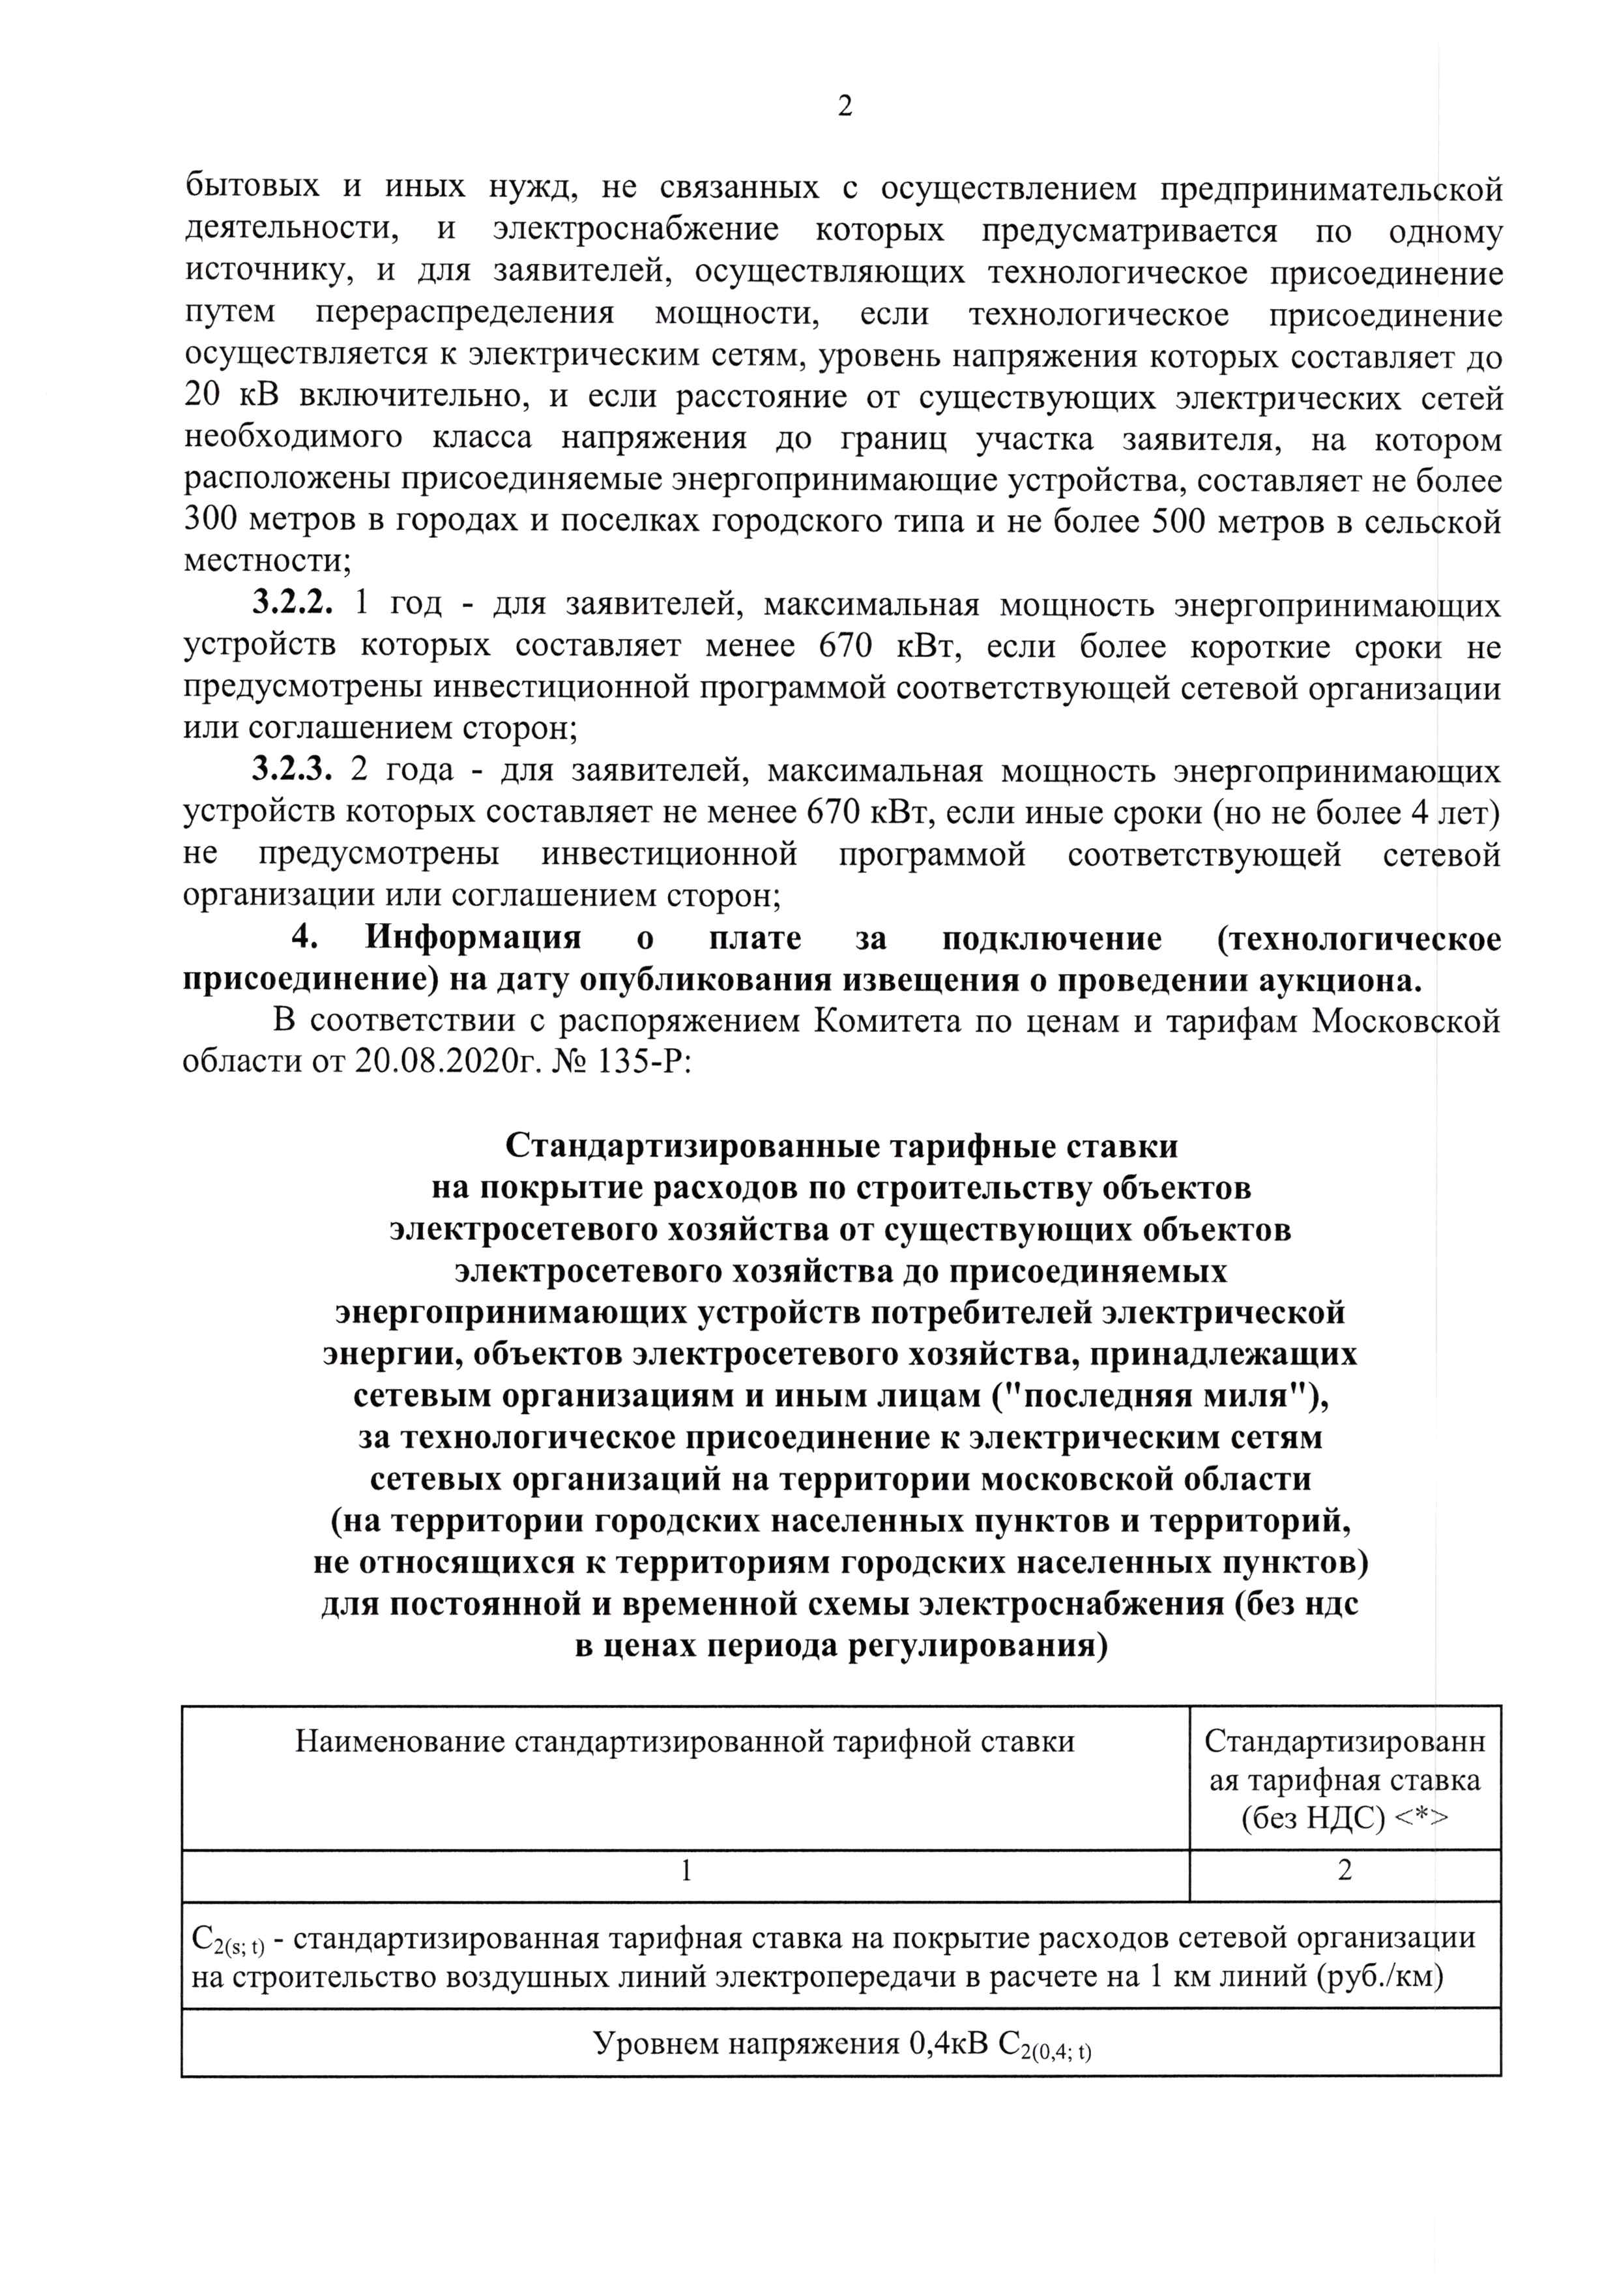 2
бытовых и иных нужд, не связанных с осуществлением предпринимательской
деятельности, и электроснабжение которых предусматривается по одному
источнику, и для заявителей, осуществляющих технологическое присоединение
путем перераспределения мощности, если технологическое присоединение
осуществляется к электрическим сетям, уровень напряжения которых составляет до
20 кВ включительно, и если расстояние от существующих электрических сетей
необходимого класса напряжения до границ участка заявителя, на котором
расположены присоединяемые энергопринимающие устройства, составляет не более
300 метров в городах и поселках городского типа и не более 500 метров в сельской
местности;
3.2.2. 1 год - для заявителей, максимальная мощность энергопринимающих
устройств которых составляет менее 670 кВт, если более короткие сроки не
предусмотрены инвестиционной программой соответствующей сетевой организации
или соглашением сторон;
3.2.3. 2 года - для заявителей, максимальная мощность энергопринимающих
устройств которых составляет не менее 670 кВт, если иные сроки (но не более 4 лет)
не предусмотрены инвестиционной программой соответствующей сетевой
организации или соглашением сторон;
4. Информация о плате за подключение (технологическое
присоединение) на дату опубликования извещения о проведении аукциона.
В соответствии с распоряжением Комитета по ценам и тарифам Московской
области от 20.08.2020г. № 135-Р:
Стандартизированные тарифные ставки
на покрытие расходов по строительству объектов
электросетевого хозяйства от существующих объектов
электросетевого хозяйства до присоединяемых
энергопринимающих устройств потребителей электрической
энергии, объектов электросетевого хозяйства, принадлежащих
сетевым организациям и иным лицам ("последняя миля"),
за технологическое присоединение к электрическим сетям
сетевых организаций на территории московской области
(на территории городских населенных пунктов и территорий,
не относящихся к территориям городских населенных пунктов)
для постоянной и временной схемы электроснабжения (без ндс
в ценах периода регулирования)
Наименование стандартизированной тарифной ставки
Стандартизированн
ая тарифная ставка
(без НДС) <*>
1
2
С2(s; t) - стандартизированная тарифная ставка на покрытие расходов сетевой организации
на строительство воздушных линий электропередачи в расчете на 1 км линий (руб./км)
Уровнем напряжения 0,4кВ С2(0,4; t)